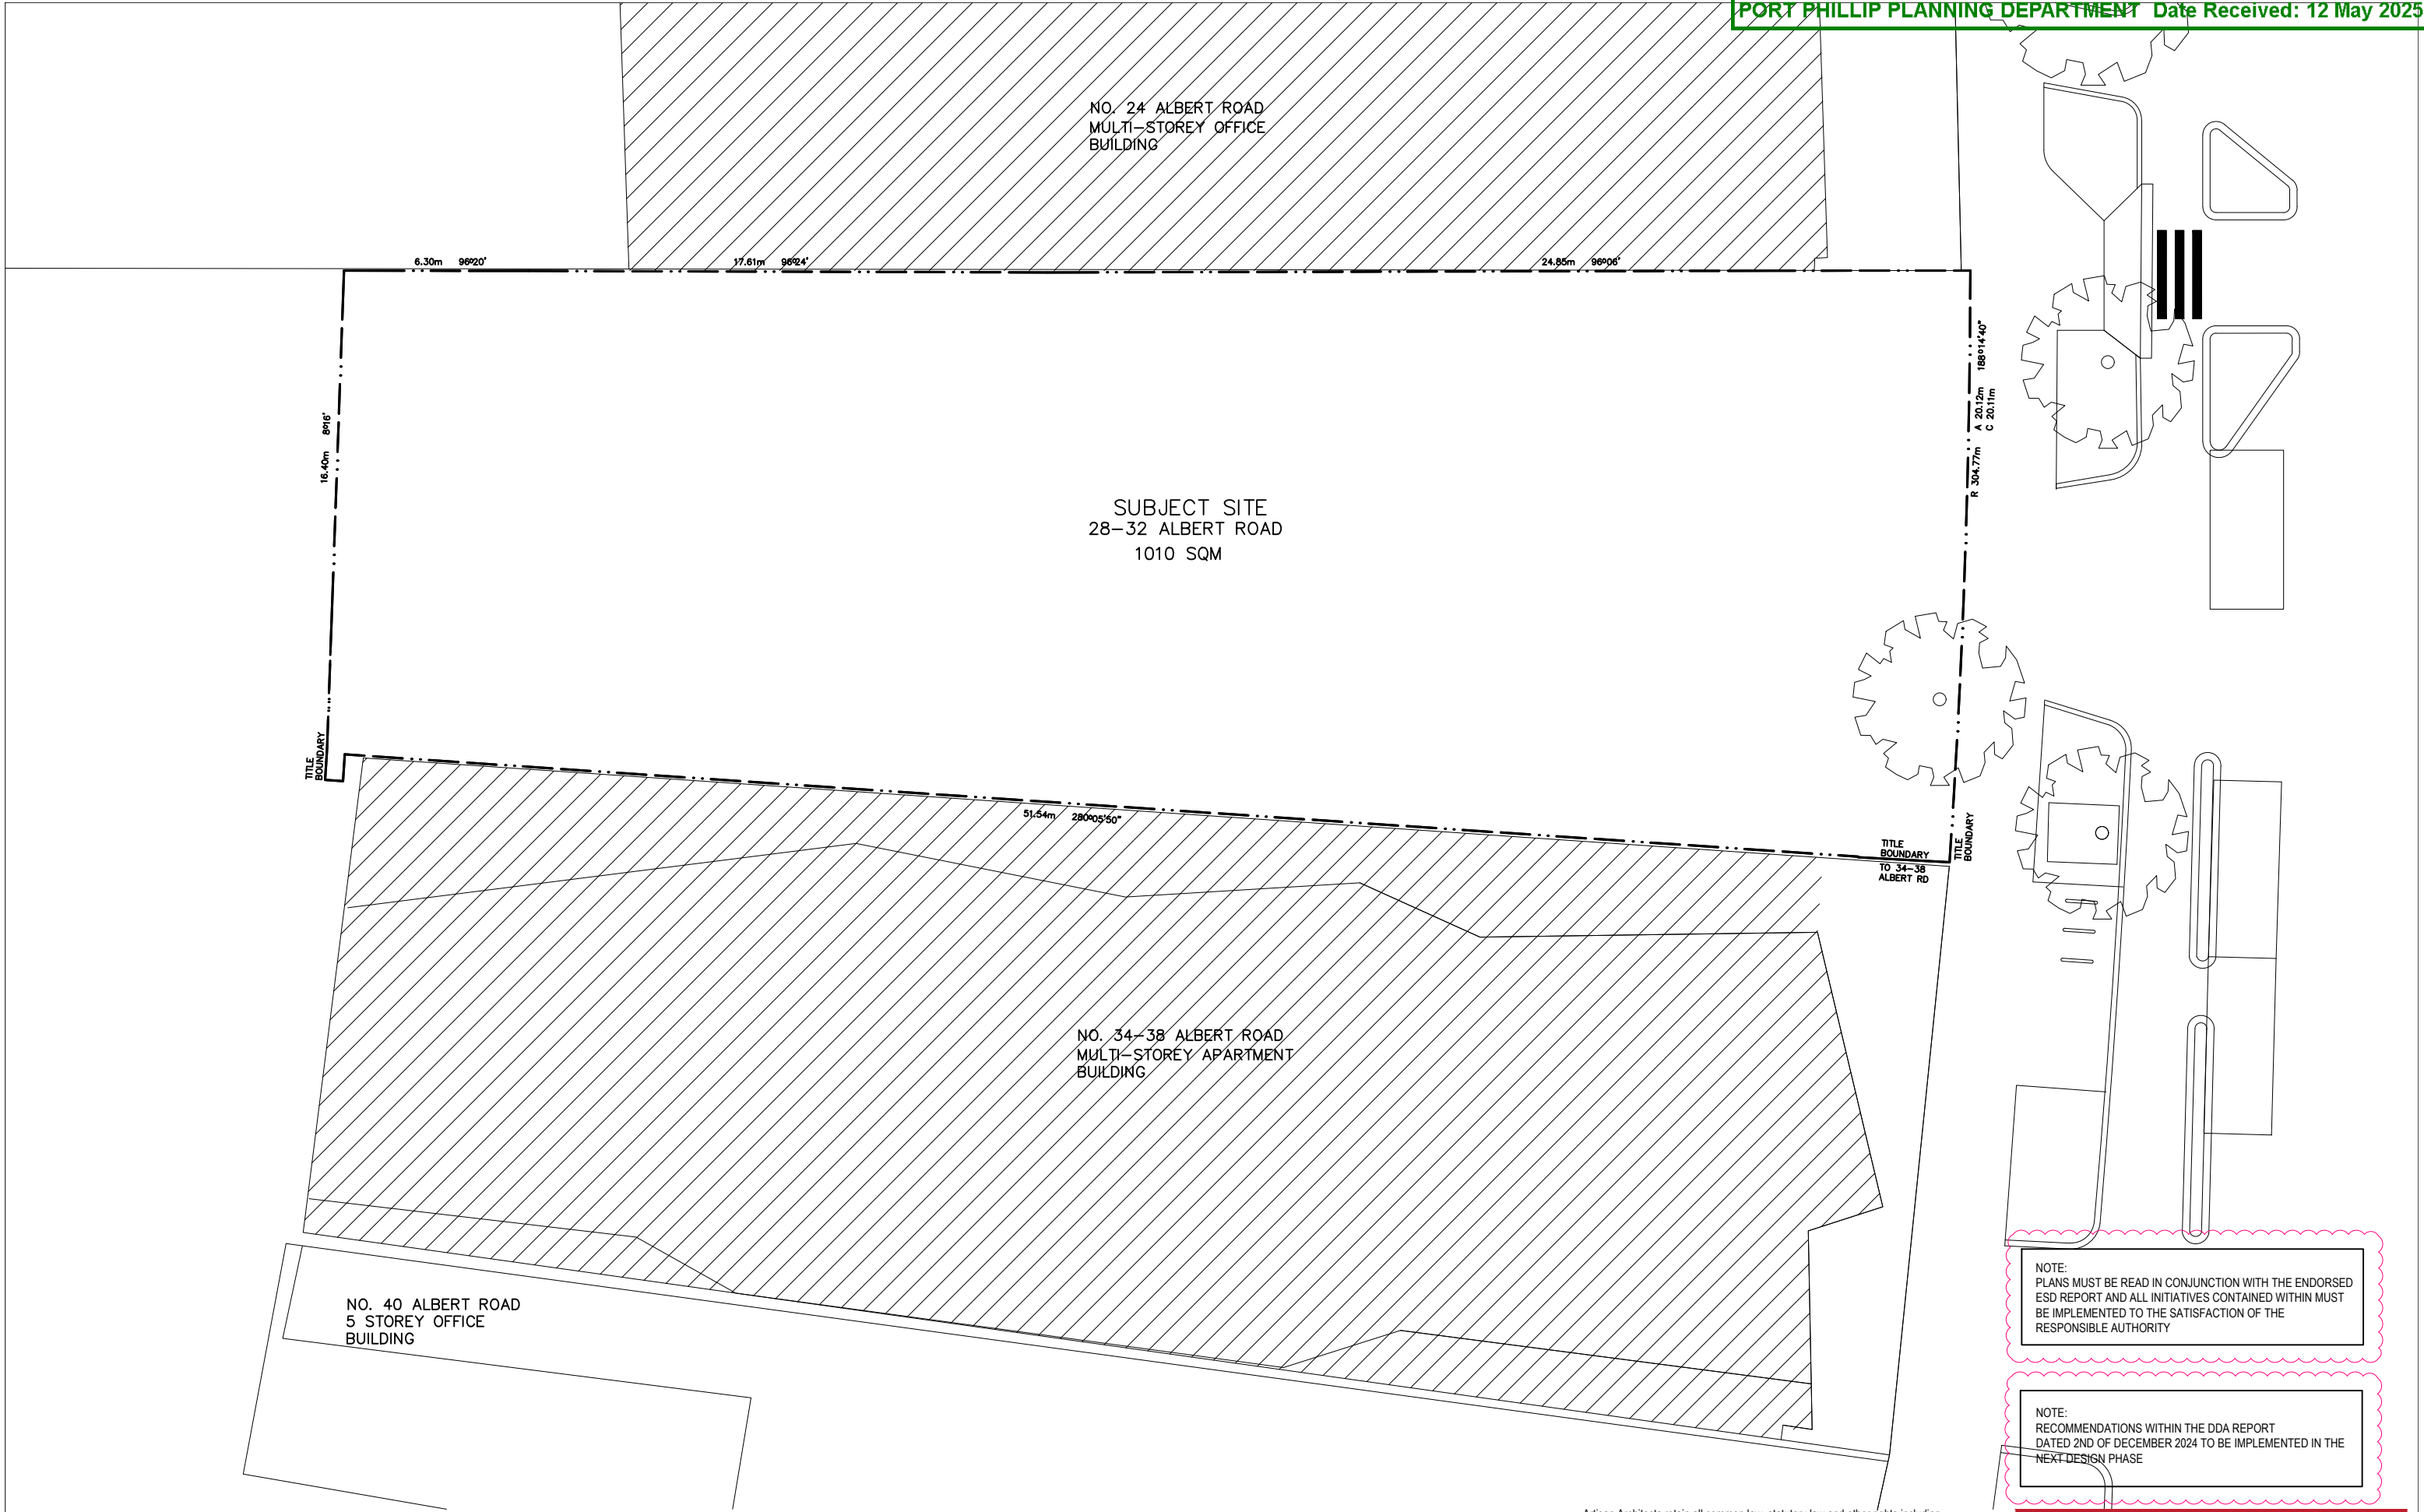 PORT PHILLIP PLANNING DEPARTMENT Date Received: 12 May 2025
NO. 24 ALBERT ROAD
MULTI-STOREY OFFICE
BUILDING
6.30m 96°20'
17.61m 96°24'
24.85m 96°06'
16.40m 8°16'
R 304.77m A 20.12m 188°14'40"
C 20.11m
SUBJECT SITE
28-32 ALBERT ROAD
1010 SQM
TITLE
BOUNDARY
51.54m 280°05'50"
TITLE
BOUNDARY
TO 34-38
ALBERT RD
TITLE
BOUNDARY
NO. 34-38 ALBERT ROAD
MULTI-STOREY APARTMENT
BUILDING
NO. 40 ALBERT ROAD
5 STOREY OFFICE
BUILDING
NOTE:
PLANS MUST BE READ IN CONJUNCTION WITH THE ENDORSED
ESD REPORT AND ALL INITIATIVES CONTAINED WITHIN MUST
BE IMPLEMENTED TO THE SATISFACTION OF THE
RESPONSIBLE AUTHORITY
NOTE:
RECOMMENDATIONS WITHIN THE DDA REPORT
DATED 2ND OF DECEMBER 2024 TO BE IMPLEMENTED IN THE
NEXT DESIGN PHASE